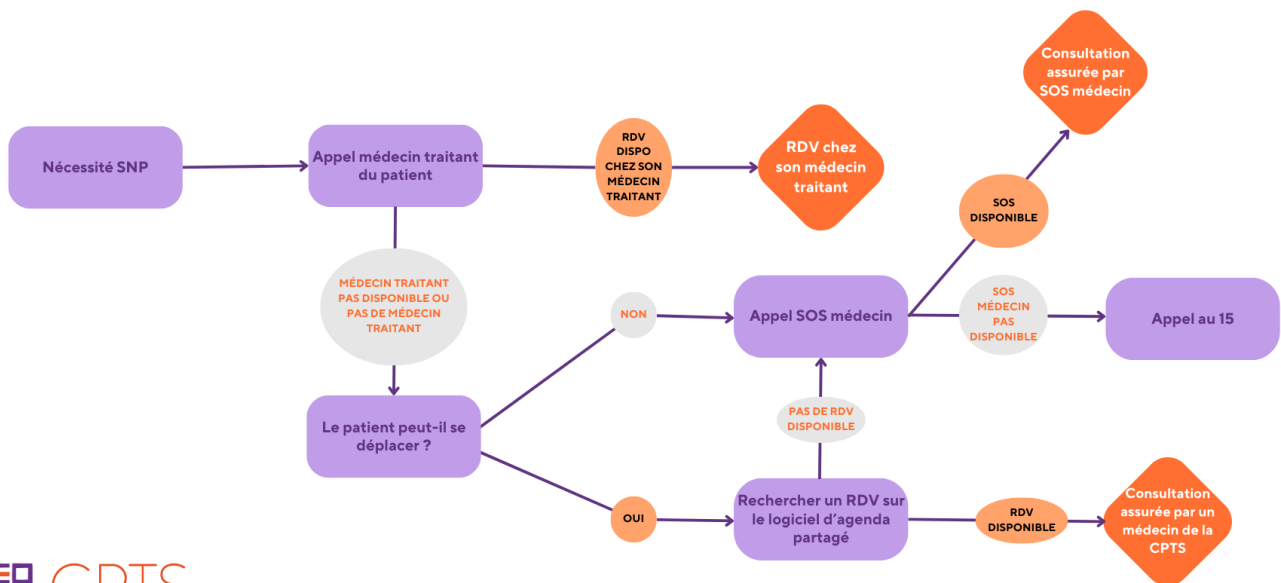 Consultation
assurée par
SOS médecin
Nécessité SNP
Appel médecin traitant
du patient
RDV
DISPO
CHEZ SON
MÉDECIN
TRAITANT
RDV chez
son médecin
traitant
SOS
DISPONIBLE
MÉDECIN TRAITANT
PAS DISPONIBLE OU
PAS DE MÉDECIN
TRAITANT
NON
Appel SOS médecin
SOS
MÉDECIN
PAS
DISPONIBLE
Appel au 15
Le patient peut-il se
déplacer ?
PAS DE RDV
DISPONIBLE
OUI
Rechercher un RDV sur
le logiciel d'agenda
partagé
RDV
DISPONIBLE
Consultation
assurée par un
médecin de la
CPTS
CPTS